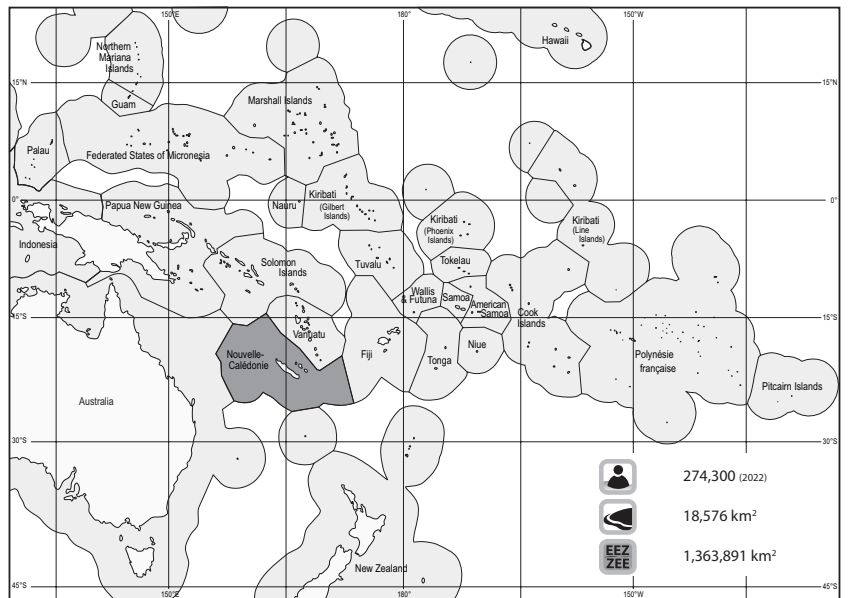 150°E
180°
150°W
Hawaii
Northern
Mariana
Islands
15°N
15°N
Guam
Marshall Islands
Palau
Federated States of Micronesia
0°
0°
Papua New Guinea
Nauru
Kiribati
(Gilbert
Islands)
Kiribati
(Phoenix
Islands)
Kiribati
(Line
Islands)
Indonesia
Solomon
Islands
Tuvalu
Tokelau
Wallis
& Futuna
Samoa
American
Samoa
Cook
Islands
15°S
15°S
Vanuatu
Nouvelle-
Calédonie
Fiji
Tonga
Niue
Polynésie
française
Pitcairn Islands
Australia
30°S
30°S
274,300 (2022)
18,576 km²
EEZ
ZEE
1,363,891 km²
New Zealand
45°S
45°S
150°E
180°
150°W